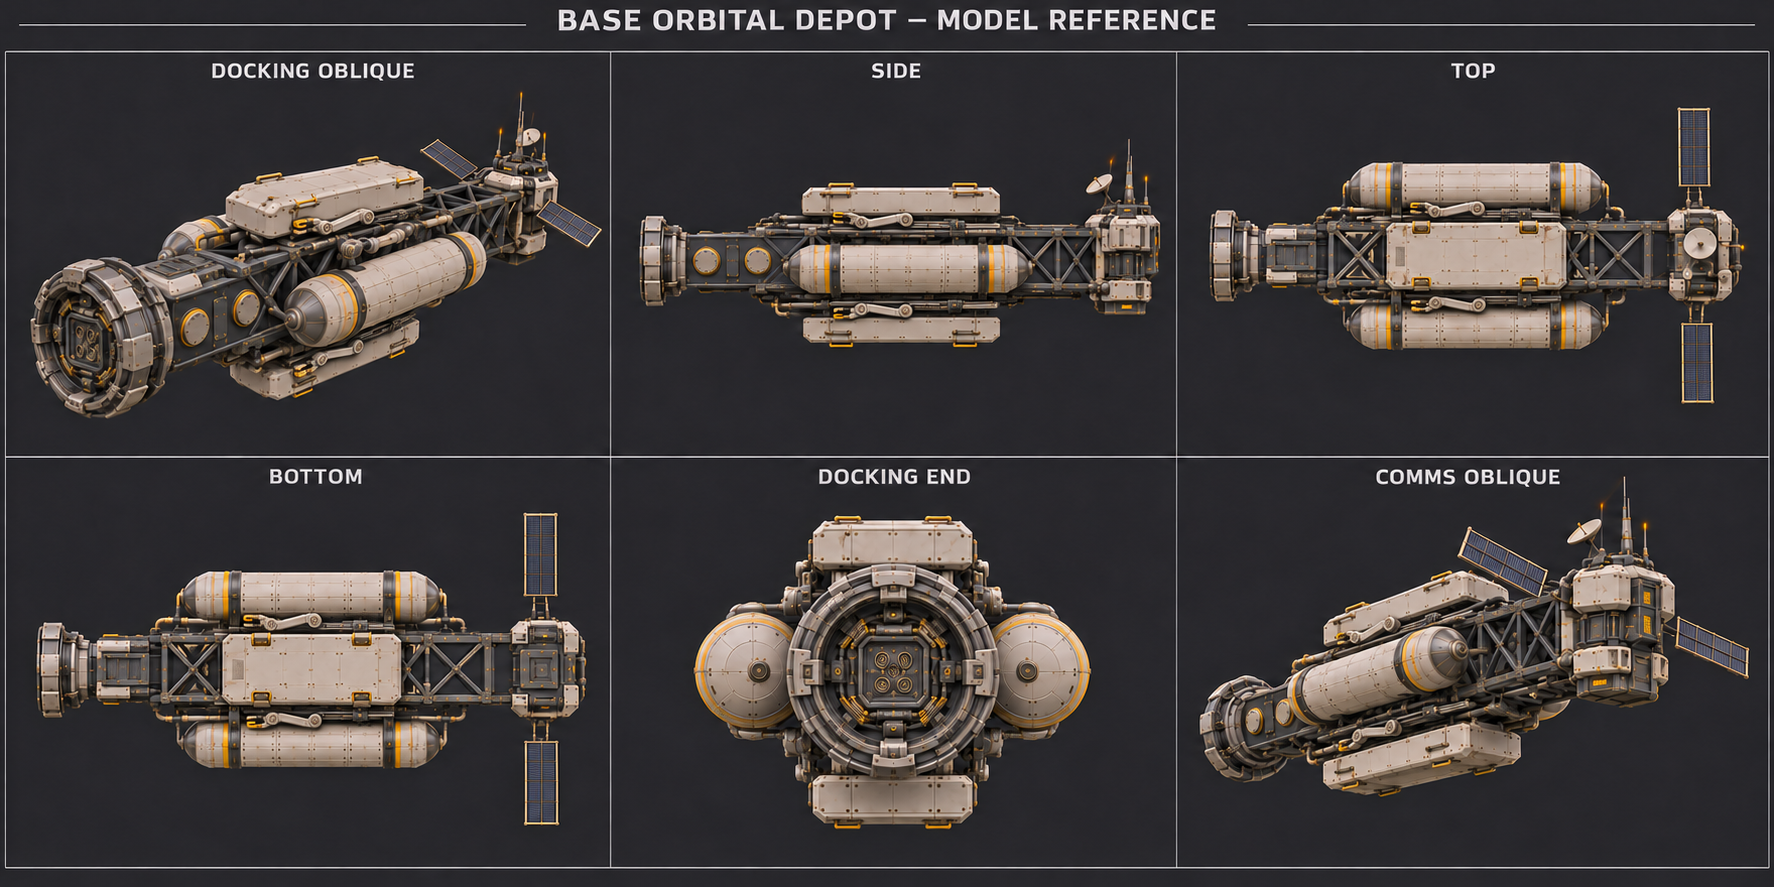 BASE ORBITAL DEPOT – MODEL REFERENCE
DOCKING OBLIQUE
SIDE
TOP
BOTTOM
DOCKING END
COMMS OBLIQUE